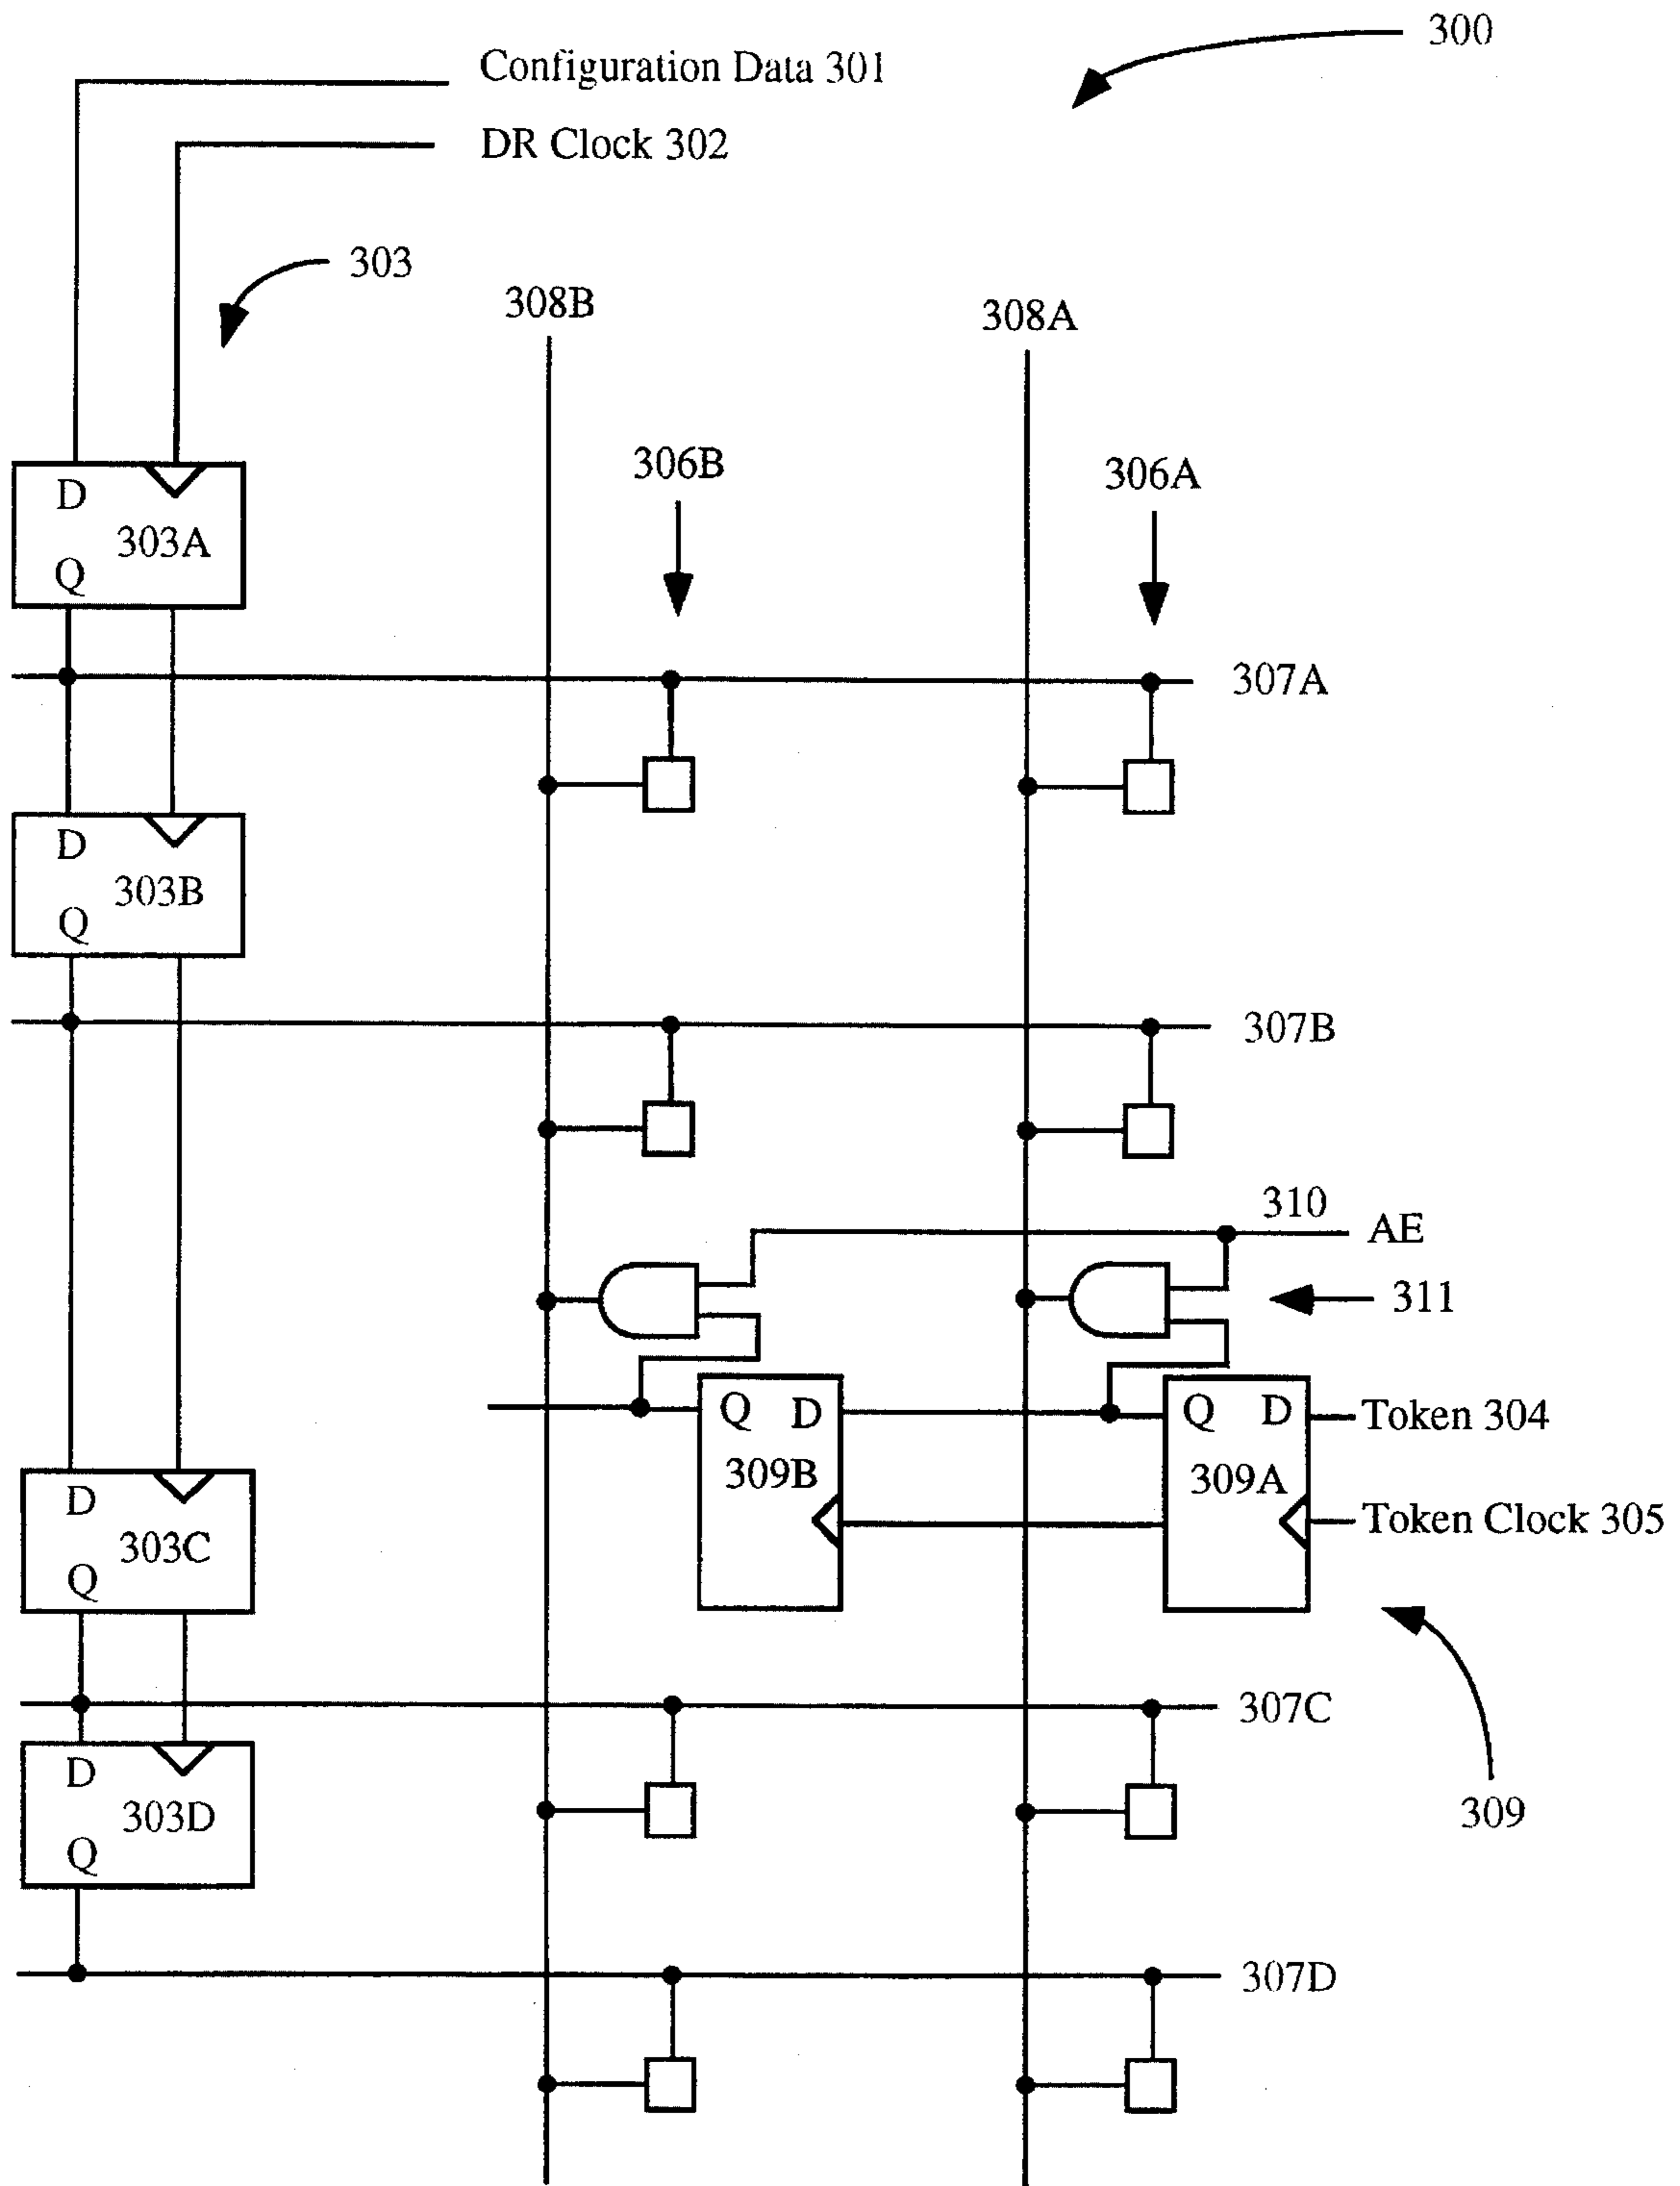 300
Configuration Data 301
DR Clock 302
303
308B
308A
306B
306A
D
303A
Q
307A
D
303B
Q
307B
310
AE
311
Q D
309B
Q D
309A
Token 304
Token Clock 305
D
303C
Q
307C
D
303D
Q
309
307D